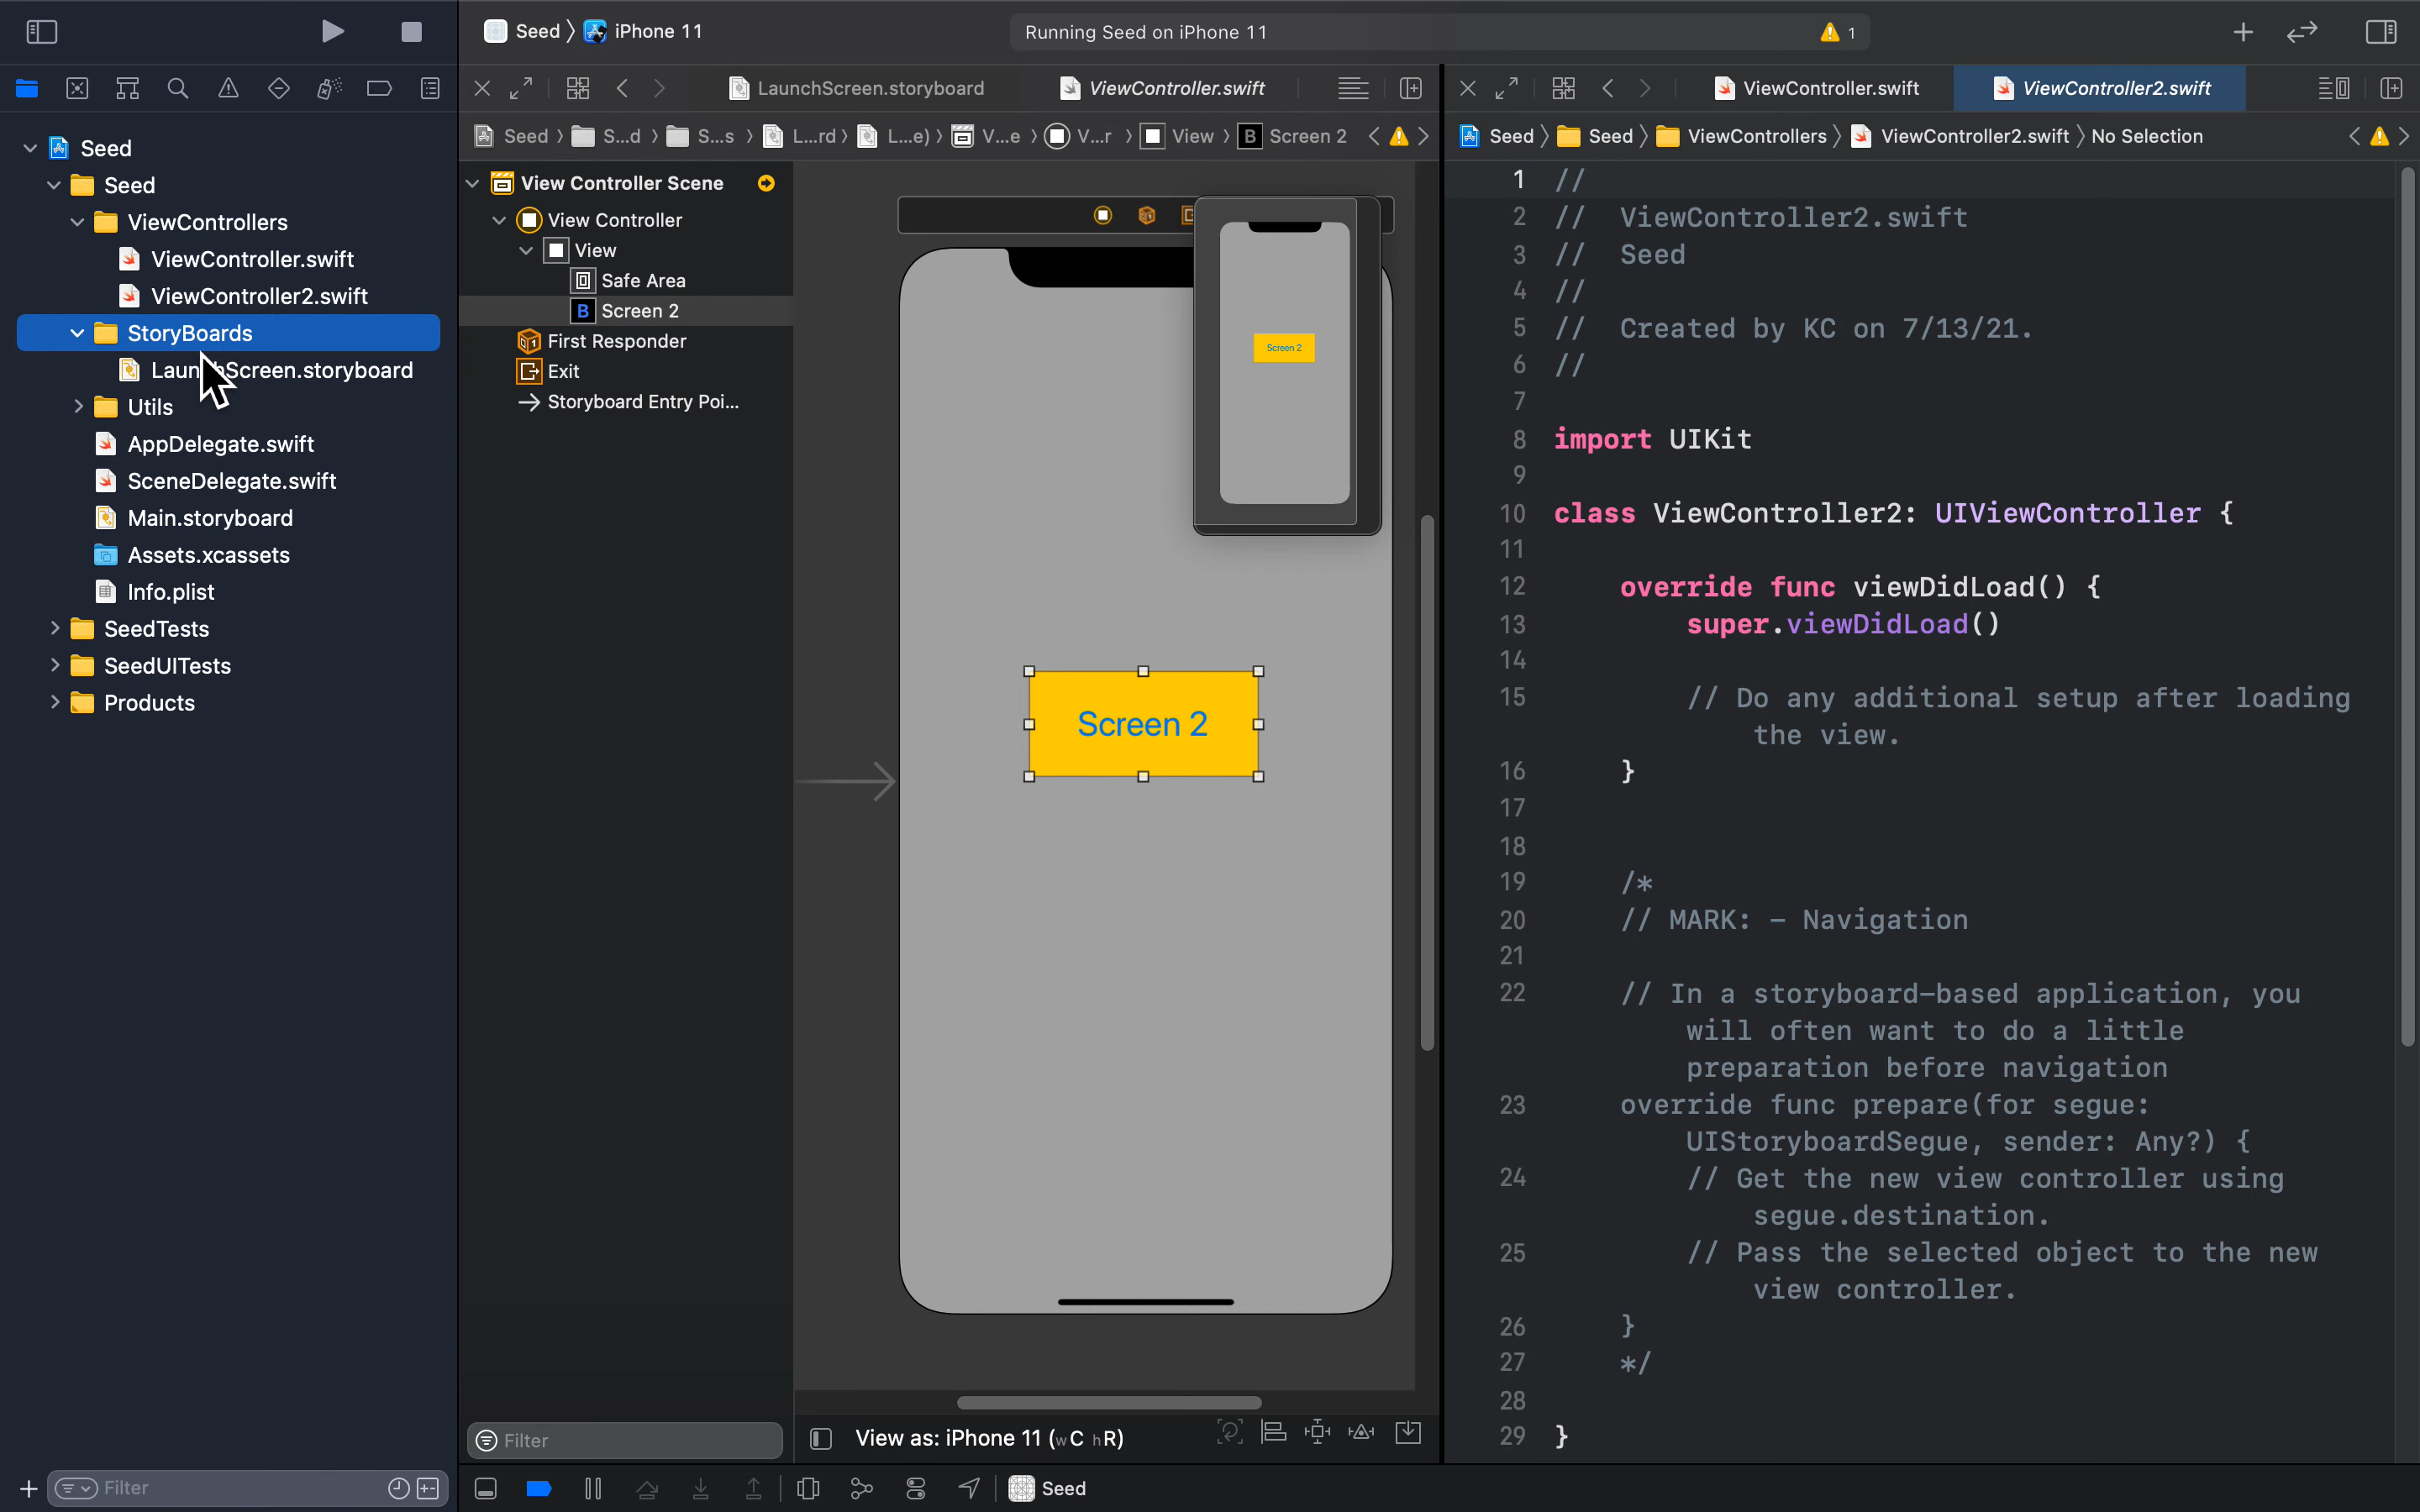 Seed
iPhone 11
Running Seed on iPhone 11
1
LaunchScreen.storyboard
ViewController.swift
ViewController.swift
ViewController2.swift
Seed
S...d
S...s
L...rd
L...e)
V...e
V...r
View
B
Screen 2
Seed
Seed
ViewControllers
ViewController2.swift
No Selection
Seed
Seed
ViewControllers
ViewController.swift
ViewController2.swift
StoryBoards
LaunchScreen.storyboard
Utils
AppDelegate.swift
SceneDelegate.swift
Main.storyboard
Assets.xcassets
Info.plist
SeedTests
SeedUITests
Products
Filter
View Controller Scene
View Controller
View
Safe Area
B Screen 2
First Responder
Exit
Storyboard Entry Poi...
Filter
Screen 2
Screen 2
View as: iPhone 11 (wC hR)
Seed
1 //
2 //  ViewController2.swift
3 //  Seed
4 //
5 //  Created by KC on 7/13/21.
6 //
7
8 import UIKit
9
10 class ViewController2: UIViewController {
11
12     override func viewDidLoad() {
13         super.viewDidLoad()
14
15         // Do any additional setup after loading
the view.
16     }
17
18
19     /*
20     // MARK: - Navigation
21
22     // In a storyboard-based application, you
will often want to do a little
preparation before navigation
23     override func prepare(for segue:
UIStoryboardSegue, sender: Any?) {
24         // Get the new view controller using
segue.destination.
25         // Pass the selected object to the new
view controller.
26     }
27     */
28
29 }